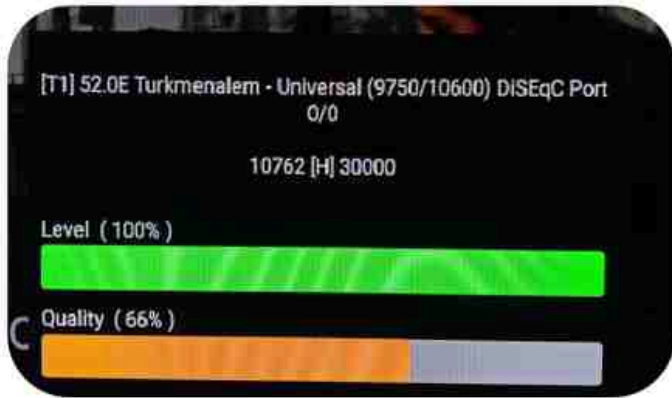 [T1] 52.0E Turkmenalem - Universal (9750/10600) DiSEqC Port
0/0
10762 [H] 30000
Level ( 100% )
Quality ( 66% )
C